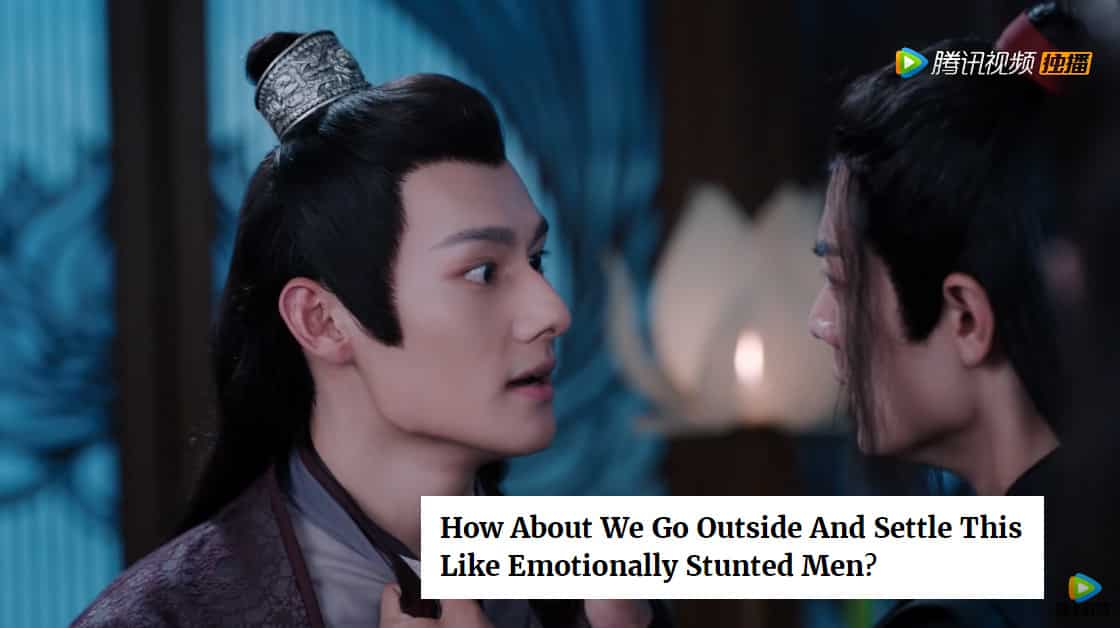 腾讯视频 独播
How About We Go Outside And Settle This
Like Emotionally Stunted Men?